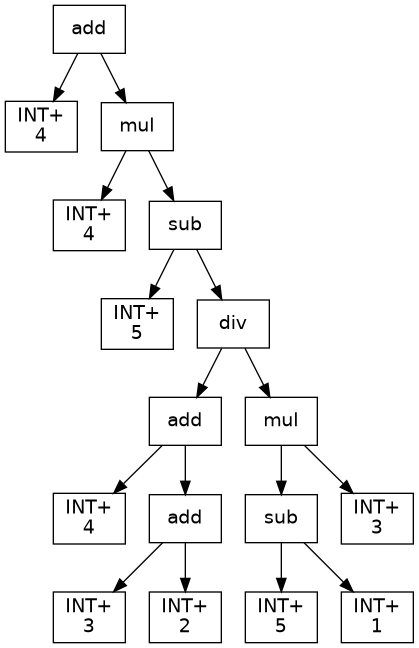 add
INT+
4
mul
INT+
4
sub
INT+
5
div
add
mul
INT+
4
add
sub
INT+
3
INT+
3
INT+
2
INT+
5
INT+
1